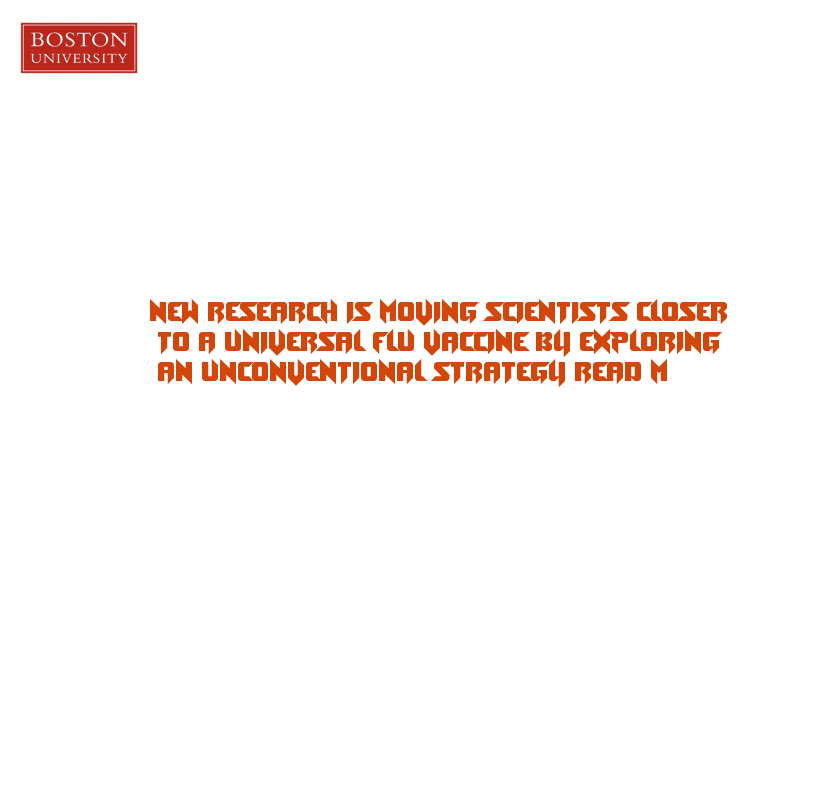 BOSTON
UNIVERSITY
NEW RESEARCH IS MOVING SCIENTISTS CLOSER
TO A UNIVERSAL FLU VACCINE BY EXPLORING
AN UNCONVENTIONAL STRATEGY READ M